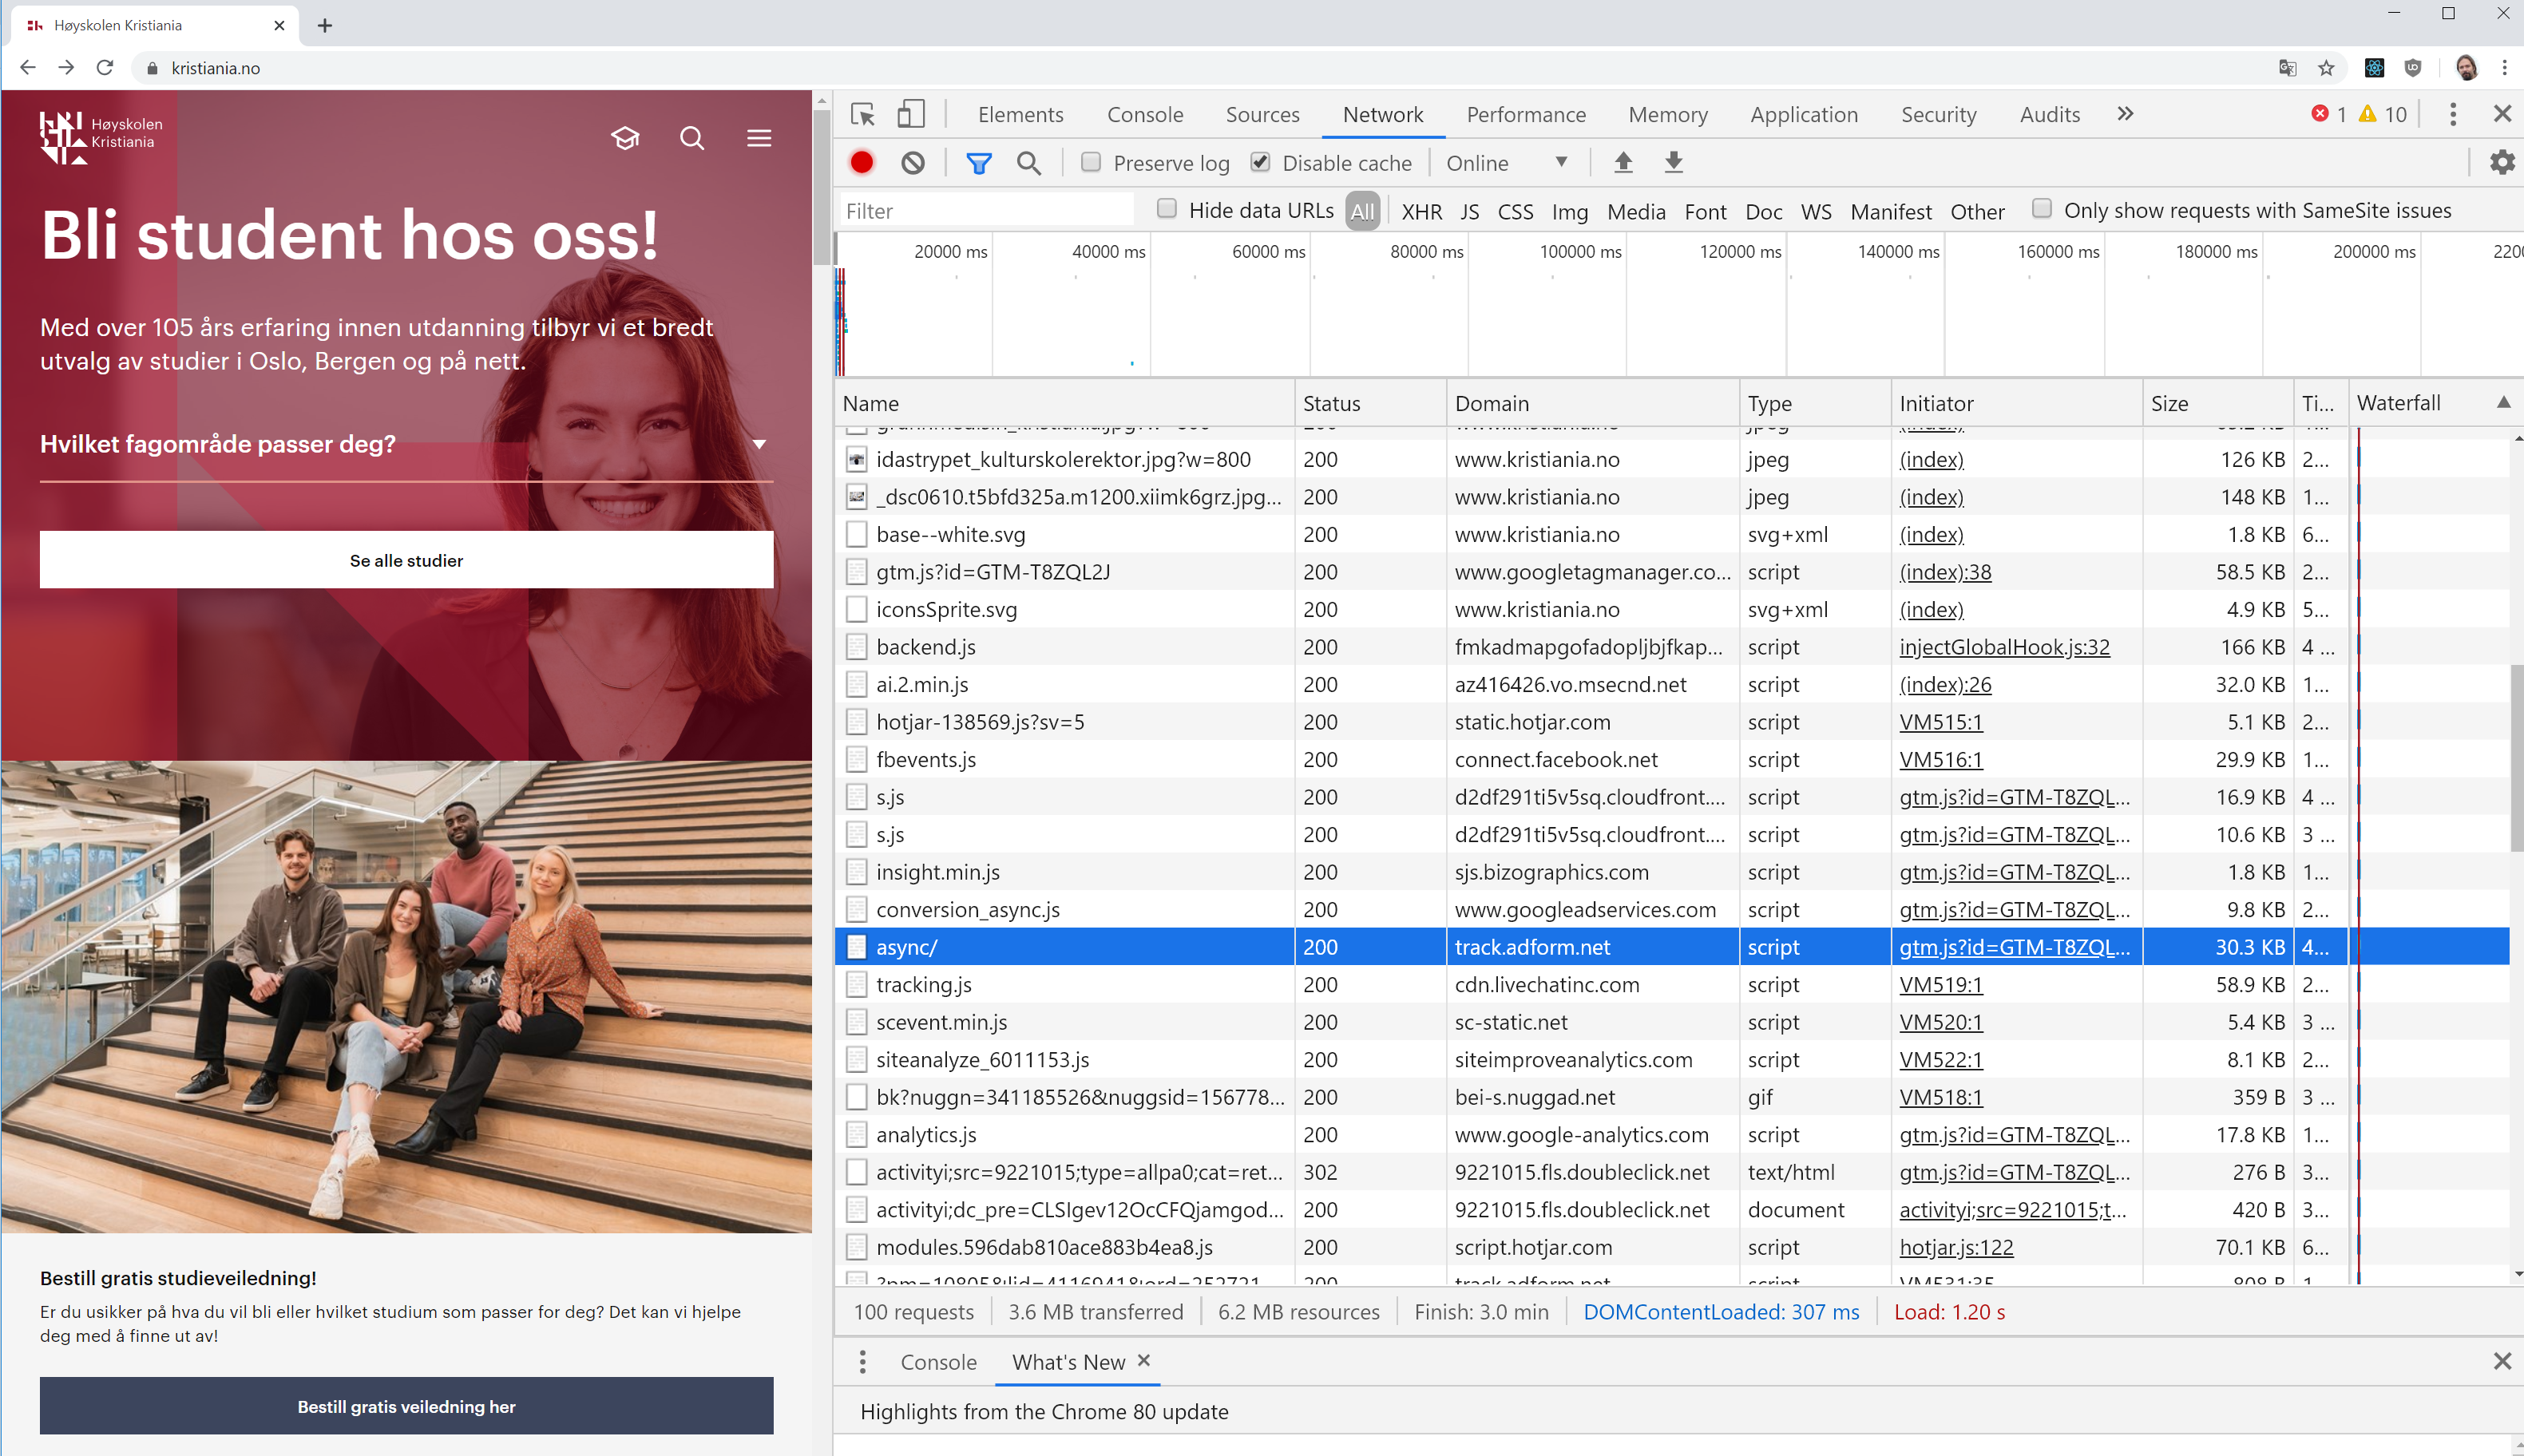 Høyskolen Kristiania
kristiania.no
Høyskolen
Kristiania
Bli student hos oss!
Med over 105 års erfaring innen utdanning tilbyr vi et bredt
utvalg av studier i Oslo, Bergen og på nett.
Hvilket fagområde passer deg?
Se alle studier
Bestill gratis studieveiledning!
Er du usikker på hva du vil bli eller hvilket studium som passer for deg? Det kan vi hjelpe
deg med å finne ut av!
Bestill gratis veiledning her
Elements Console Sources Network Performance Memory Application Security Audits 1 10
Preserve log Disable cache Online
Filter Hide data URLs All XHR JS CSS Img Media Font Doc WS Manifest Other Only show requests with SameSite issues
20000 ms 40000 ms 60000 ms 80000 ms 100000 ms 120000 ms 140000 ms 160000 ms 180000 ms 200000 ms 220
Name Status Domain Type Initiator Size Ti... Waterfall
idastrypet_kulturskolerektor.jpg?w=800 200 www.kristiania.no jpeg (index) 126 KB 2...
_dsc0610.t5bfd325a.m1200.xiimk6grz.jpg... 200 www.kristiania.no jpeg (index) 148 KB 1...
base--white.svg 200 www.kristiania.no svg+xml (index) 1.8 KB 6...
gtm.js?id=GTM-T8ZQL2J 200 www.googletagmanager.co... script (index):38 58.5 KB 2...
iconsSprite.svg 200 www.kristiania.no svg+xml (index) 4.9 KB 5...
backend.js 200 fmkadmapgofadopljbjfkap... script injectGlobalHook.js:32 166 KB 4 ...
ai.2.min.js 200 az416426.vo.msecnd.net script (index):26 32.0 KB 1...
hotjar-138569.js?sv=5 200 static.hotjar.com script VM515:1 5.1 KB 2...
fbevents.js 200 connect.facebook.net script VM516:1 29.9 KB 1...
s.js 200 d2df291ti5v5sq.cloudfront.... script gtm.js?id=GTM-T8ZQL... 16.9 KB 4 ...
s.js 200 d2df291ti5v5sq.cloudfront.... script gtm.js?id=GTM-T8ZQL... 10.6 KB 3 ...
insight.min.js 200 sjs.bizographics.com script gtm.js?id=GTM-T8ZQL... 1.8 KB 1...
conversion_async.js 200 www.googleadservices.com script gtm.js?id=GTM-T8ZQL... 9.8 KB 2...
async/ 200 track.adform.net script gtm.js?id=GTM-T8ZQL... 30.3 KB 4...
tracking.js 200 cdn.livechatinc.com script VM519:1 58.9 KB 2...
scevent.min.js 200 sc-static.net script VM520:1 5.4 KB 3 ...
siteanalyze_6011153.js 200 siteimproveanalytics.com script VM522:1 8.1 KB 2...
bk?nuggn=341185526&nuggsid=156778... 200 bei-s.nuggad.net gif VM518:1 359 B 3 ...
analytics.js 200 www.google-analytics.com script gtm.js?id=GTM-T8ZQL... 17.8 KB 1...
activityi;src=9221015;type=allpa0;cat=ret... 302 9221015.fls.doubleclick.net text/html gtm.js?id=GTM-T8ZQL... 276 B 3...
activityi;dc_pre=CLSIgev12OcCFQjamgod... 200 9221015.fls.doubleclick.net document activityi;src=9221015;t... 420 B 3...
modules.596dab810ace883b4ea8.js 200 script.hotjar.com script hotjar.js:122 70.1 KB 6...
100 requests 3.6 MB transferred 6.2 MB resources Finish: 3.0 min DOMContentLoaded: 307 ms Load: 1.20 s
Console What's New
Highlights from the Chrome 80 update